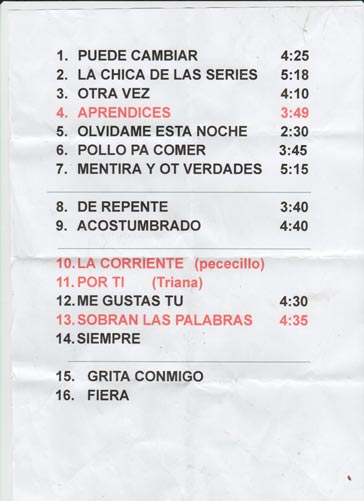 1. PUEDE CAMBIAR 4:25
2. LA CHICA DE LAS SERIES 5:18
3. OTRA VEZ 4:10
4. APRENDICES 3:49
5. OLVIDAME ESTA NOCHE 2:30
6. POLLO PA COMER 3:45
7. MENTIRA Y OT VERDADES 5:15
8. DE REPENTE 3:40
9. ACOSTUMBRADO 4:40
10. LA CORRIENTE (pececillo)
11. POR TI (Triana)
12. ME GUSTAS TU 4:30
13. SOBRAN LAS PALABRAS 4:35
14. SIEMPRE
15. GRITA CONMIGO
16. FIERA